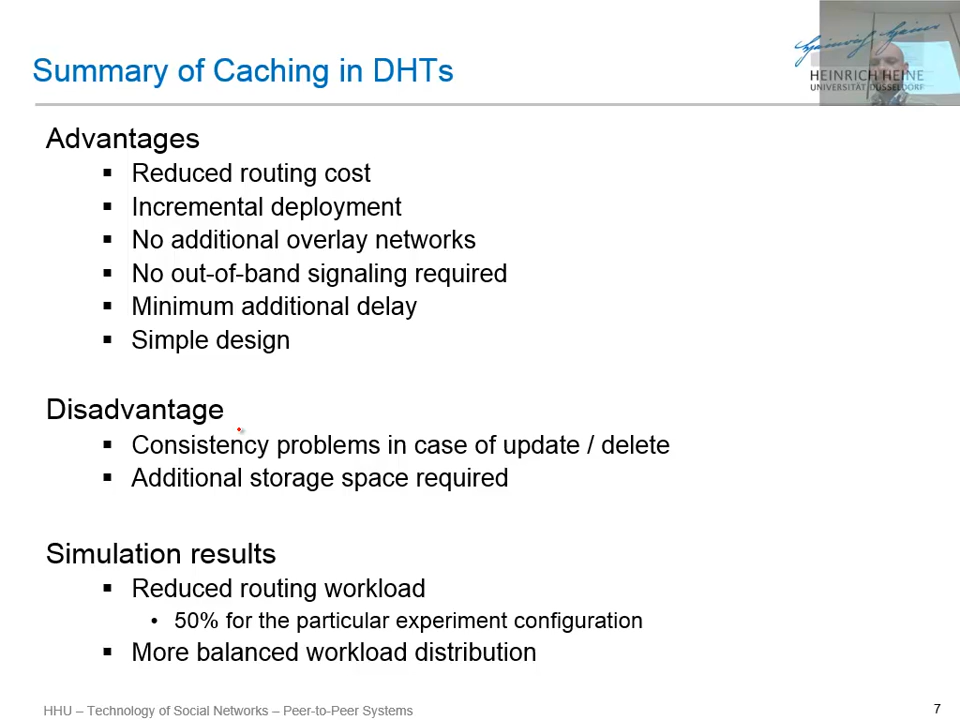 Summary of Caching in DHTs
Heinrich Heine
HEINRICH HEINE
UNIVERSITÄT DÜSSELDORF
Advantages
▪ Reduced routing cost
▪ Incremental deployment
▪ No additional overlay networks
▪ No out-of-band signaling required
▪ Minimum additional delay
▪ Simple design
Disadvantage
▪ Consistency problems in case of update / delete
▪ Additional storage space required
Simulation results
▪ Reduced routing workload
• 50% for the particular experiment configuration
▪ More balanced workload distribution
HHU – Technology of Social Networks – Peer-to-Peer Systems
7